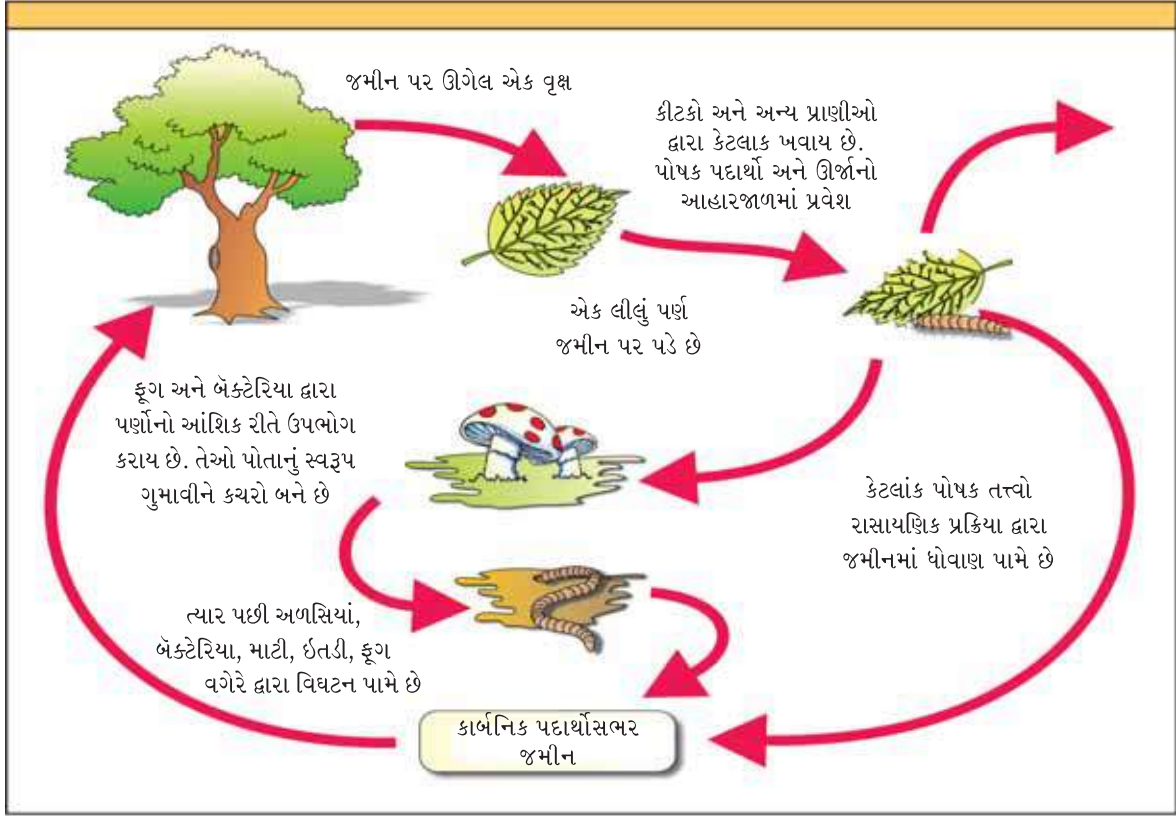 જમીન પર ઊગેલ એક વૃક્ષ
કીટકો અને અન્ય પ્રાણીઓ
દ્વારા કેટલાક ખવાય છે.
પોષક પદાર્થો અને ઊર્જાનો
આહારજાળમાં પ્રવેશ
એક લીલું પર્ણ
જમીન પર પડે છે
ફૂગ અને બૅક્ટેરિયા દ્વારા
પર્ણોનો આંશિક રીતે ઉપભોગ
કરાય છે. તેઓ પોતાનું સ્વરૂપ
ગુમાવીને કચરો બને છે
કેટલાંક પોષક તત્ત્વો
રાસાયણિક પ્રક્રિયા દ્વારા
જમીનમાં ધોવાણ પામે છે
ત્યાર પછી અળસિયાં,
બૅક્ટેરિયા, માટી, ઇતડી, ફૂગ
વગેરે દ્વારા વિઘટન પામે છે
કાર્બનિક પદાર્થોસભર
જમીન